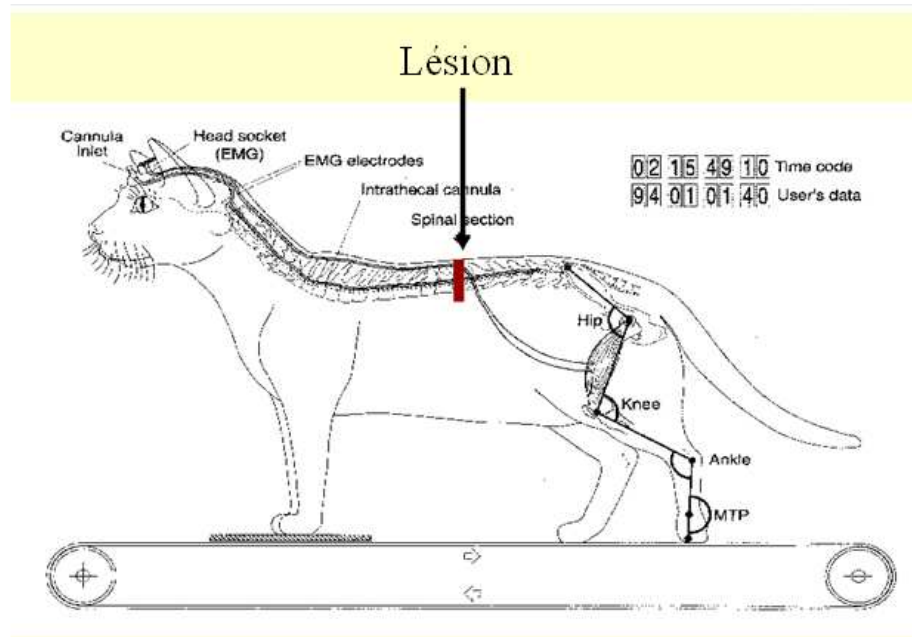 Lésion
Cannula
Inlet
Head socket
(EMG)
EMG electrodes
Intrathecal cannula
Spinal section
02 15 49 10 Time code
94 01 01 40 User's data
Hip
Knee
Ankle
MTP